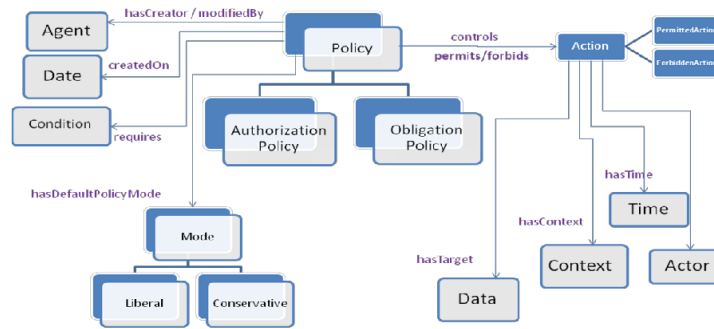 hasCreator / modifiedBy
Agent
Policy
controls
permits/forbids
Action
PermittedAction
ForbiddenAction
createdOn
Date
Condition
requires
Authorization
Policy
Obligation
Policy
hasDefaultPolicyMode
hasTime
Time
Mode
hasContext
hasTarget
Context
Actor
Liberal
Conservative
Data